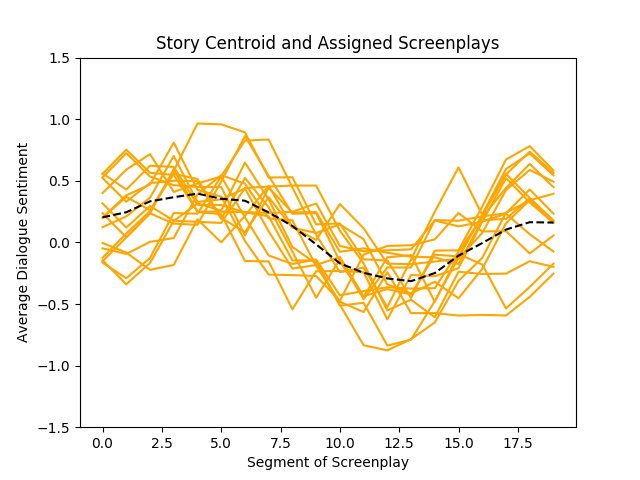 Story Centroid and Assigned Screenplays
Average Dialogue Sentiment
1.5
1.0
0.5
0.0
−0.5
−1.0
−1.5
0.0 2.5 5.0 7.5 10.0 12.5 15.0 17.5
Segment of Screenplay